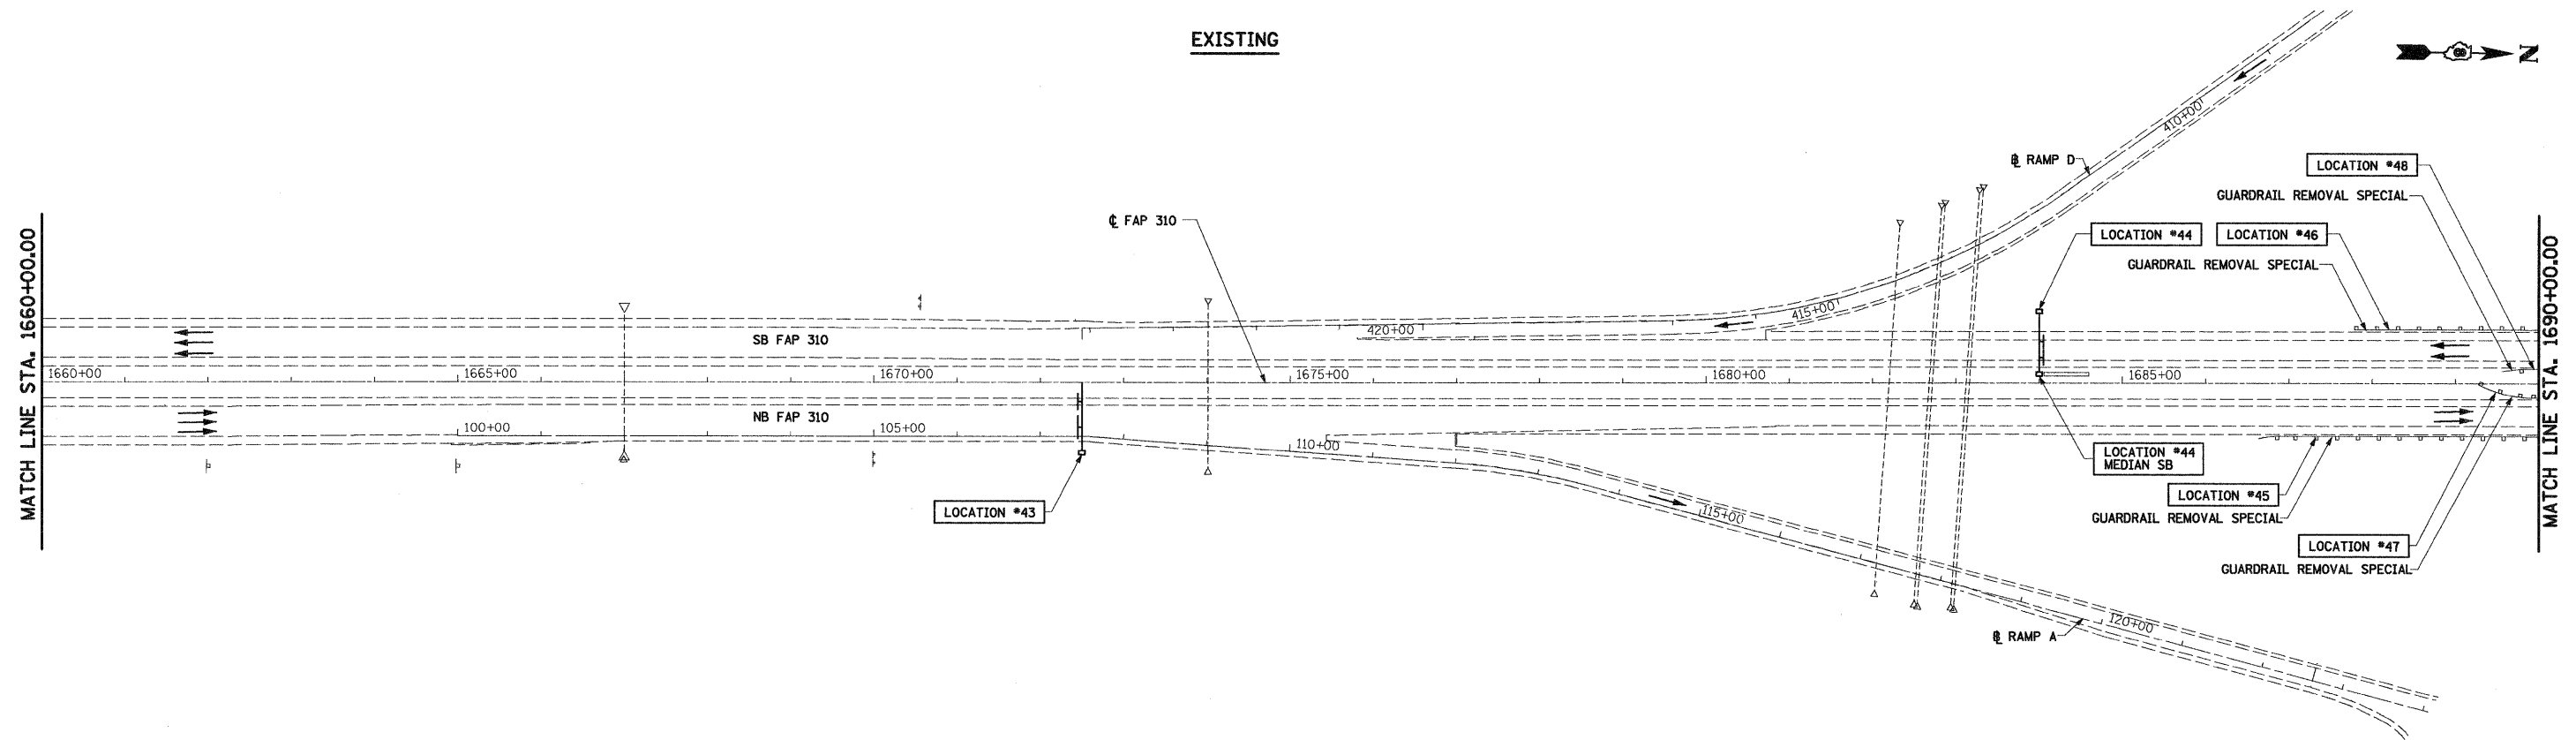 EXISTING
N
410+00
℄ RAMP D
LOCATION #48
GUARDRAIL REMOVAL SPECIAL
℄ FAP 310
LOCATION #44
LOCATION #46
GUARDRAIL REMOVAL SPECIAL
MATCH LINE STA. 1660+00.00
MATCH LINE STA. 1690+00.00
415+00
420+00
SB FAP 310
1660+00
1665+00
1670+00
1675+00
1680+00
1685+00
NB FAP 310
100+00
105+00
110+00
LOCATION #44
MEDIAN SB
LOCATION #45
GUARDRAIL REMOVAL SPECIAL
LOCATION #43
115+00
LOCATION #47
GUARDRAIL REMOVAL SPECIAL
120+00
℄ RAMP A